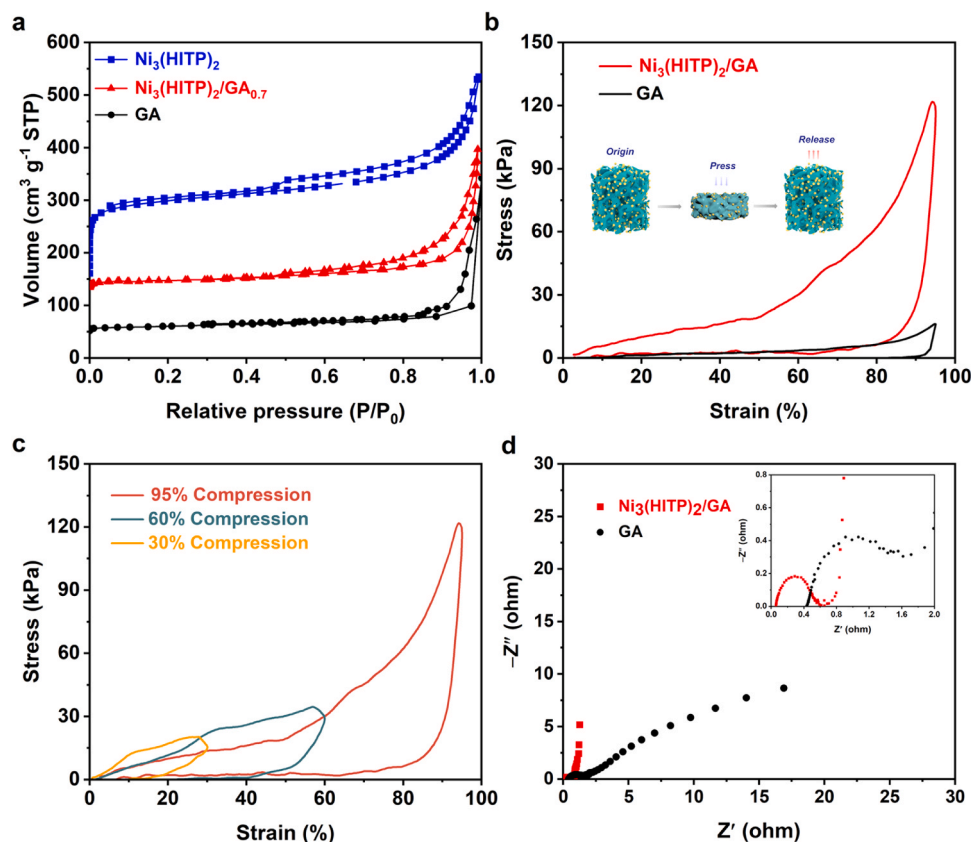 a
600
500
400
300
200
100
0
Volume (cm³ g⁻¹ STP)
Ni₃(HITP)₂
Ni₃(HITP)₂/GA₀.₇
GA
0.0 0.2 0.4 0.6 0.8 1.0
Relative pressure (P/P₀)
b
150
120
90
60
30
0
Stress (kPa)
Ni₃(HITP)₂/GA
GA
Origin
Press
Release
0 20 40 60 80 100
Strain (%)
c
150
120
90
60
30
0
Stress (kPa)
95% Compression
60% Compression
30% Compression
0 20 40 60 80 100
Strain (%)
d
30
25
20
15
10
5
0
−Z″ (ohm)
Ni₃(HITP)₂/GA
GA
0.8
0.6
0.4
0.2
0.0
−Z″ (ohm)
0.0 0.4 0.8 1.2 1.6 2.0
Z′ (ohm)
0 5 10 15 20 25 30
Z′ (ohm)